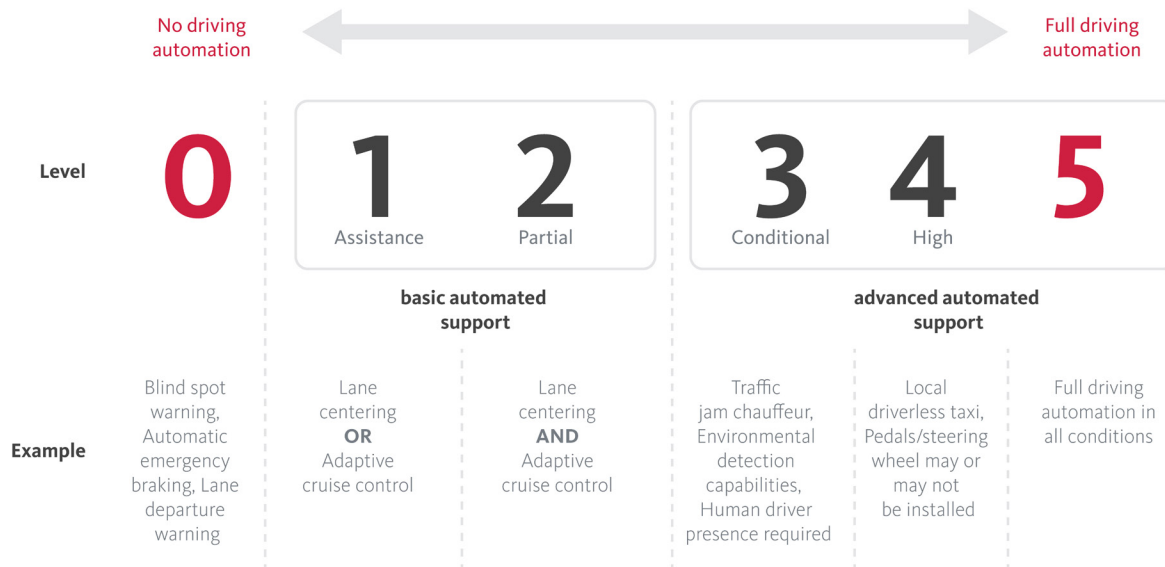 No driving
automation
Full driving
automation
Level
0
1
Assistance
2
Partial
3
Conditional
4
High
5
basic automated
support
advanced automated
support
Example
Blind spot
warning,
Automatic
emergency
braking, Lane
departure
warning
Lane
centering
OR
Adaptive
cruise control
Lane
centering
AND
Adaptive
cruise control
Traffic
jam chauffeur,
Environmental
detection
capabilities,
Human driver
presence required
Local
driverless taxi,
Pedals/steering
wheel may or
may not
be installed
Full driving
automation in
all conditions